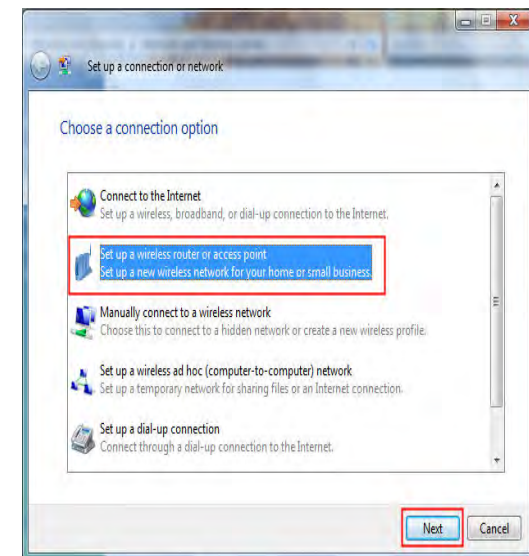 Set up a connection or network
Choose a connection option
Connect to the Internet
Set up a wireless, broadband, or dial-up connection to the Internet.
Set up a wireless router or access point
Set up a new wireless network for your home or small business.
Manually connect to a wireless network
Choose this to connect to a hidden network or create a new wireless profile.
Set up a wireless ad hoc (computer-to-computer) network
Set up a temporary network for sharing files or an Internet connection.
Set up a dial-up connection
Connect through a dial-up connection to the Internet.
Next
Cancel